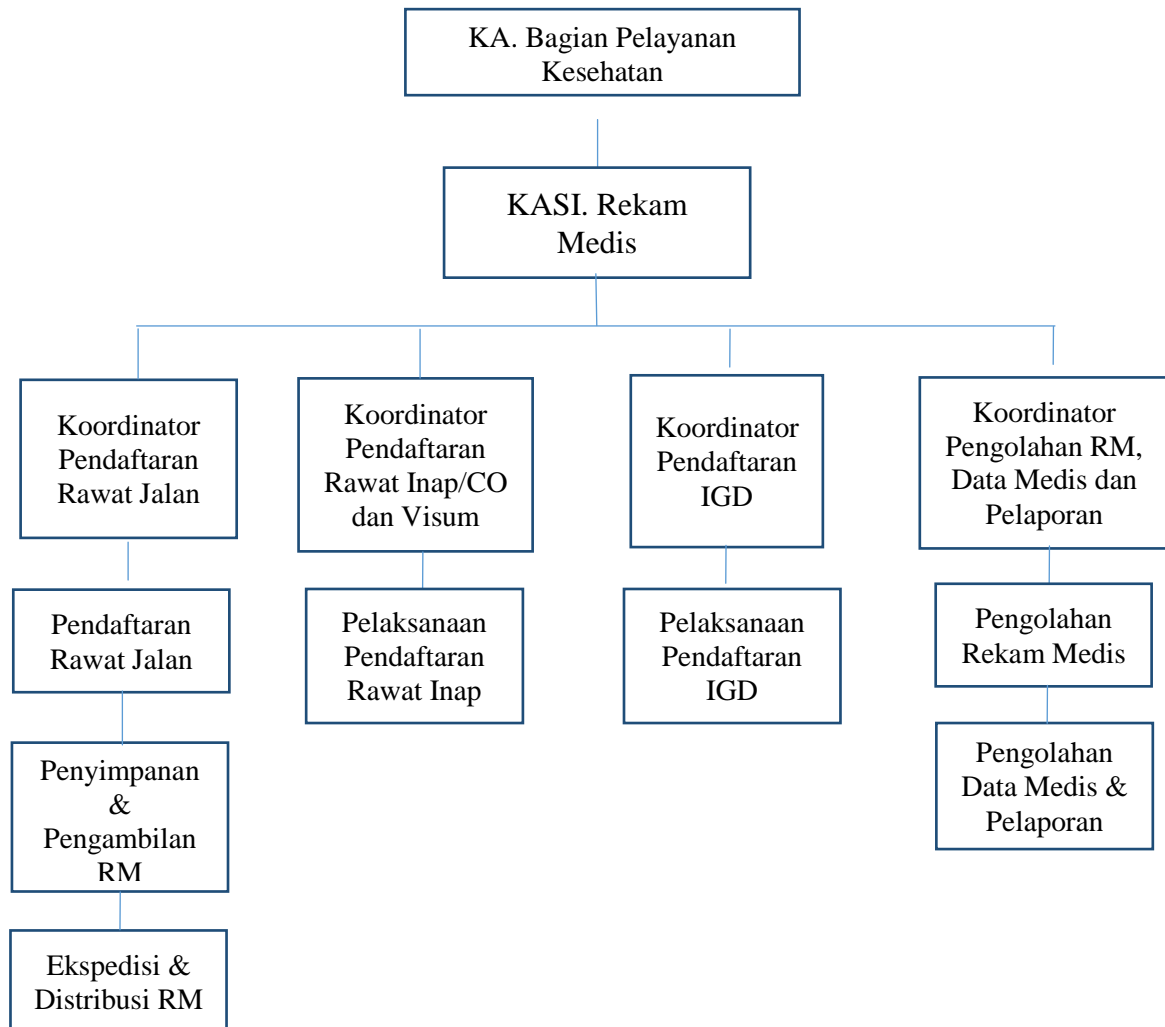 KA. Bagian Pelayanan
Kesehatan
KASI. Rekam
Medis
Koordinator
Pendaftaran
Rawat Jalan
Koordinator
Pendaftaran
Rawat Inap/CO
dan Visum
Koordinator
Pendaftaran
IGD
Koordinator
Pengolahan RM,
Data Medis dan
Pelaporan
Pendaftaran
Rawat Jalan
Pelaksanaan
Pendaftaran
Rawat Inap
Pelaksanaan
Pendaftaran
IGD
Pengolahan
Rekam Medis
Penyimpanan
&
Pengambilan
RM
Pengolahan
Data Medis &
Pelaporan
Ekspedisi &
Distribusi RM